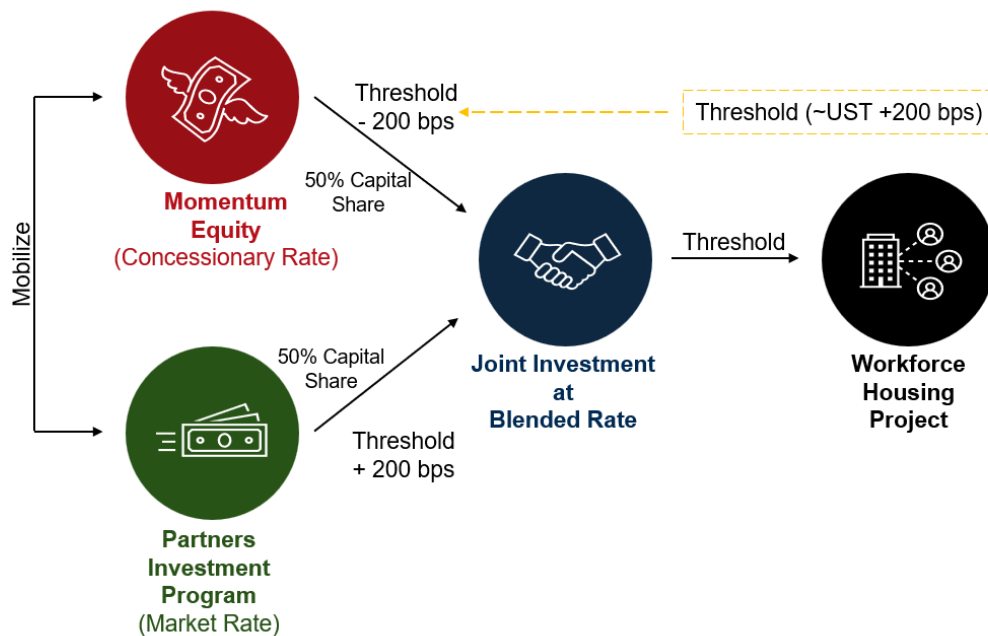 Mobilize
Momentum
Equity
(Concessionary Rate)
Threshold
- 200 bps
50% Capital
Share
Threshold (~UST +200 bps)
Partners
Investment
Program
(Market Rate)
50% Capital
Share
Threshold
+ 200 bps
Joint Investment
at
Blended Rate
Threshold
Workforce
Housing
Project